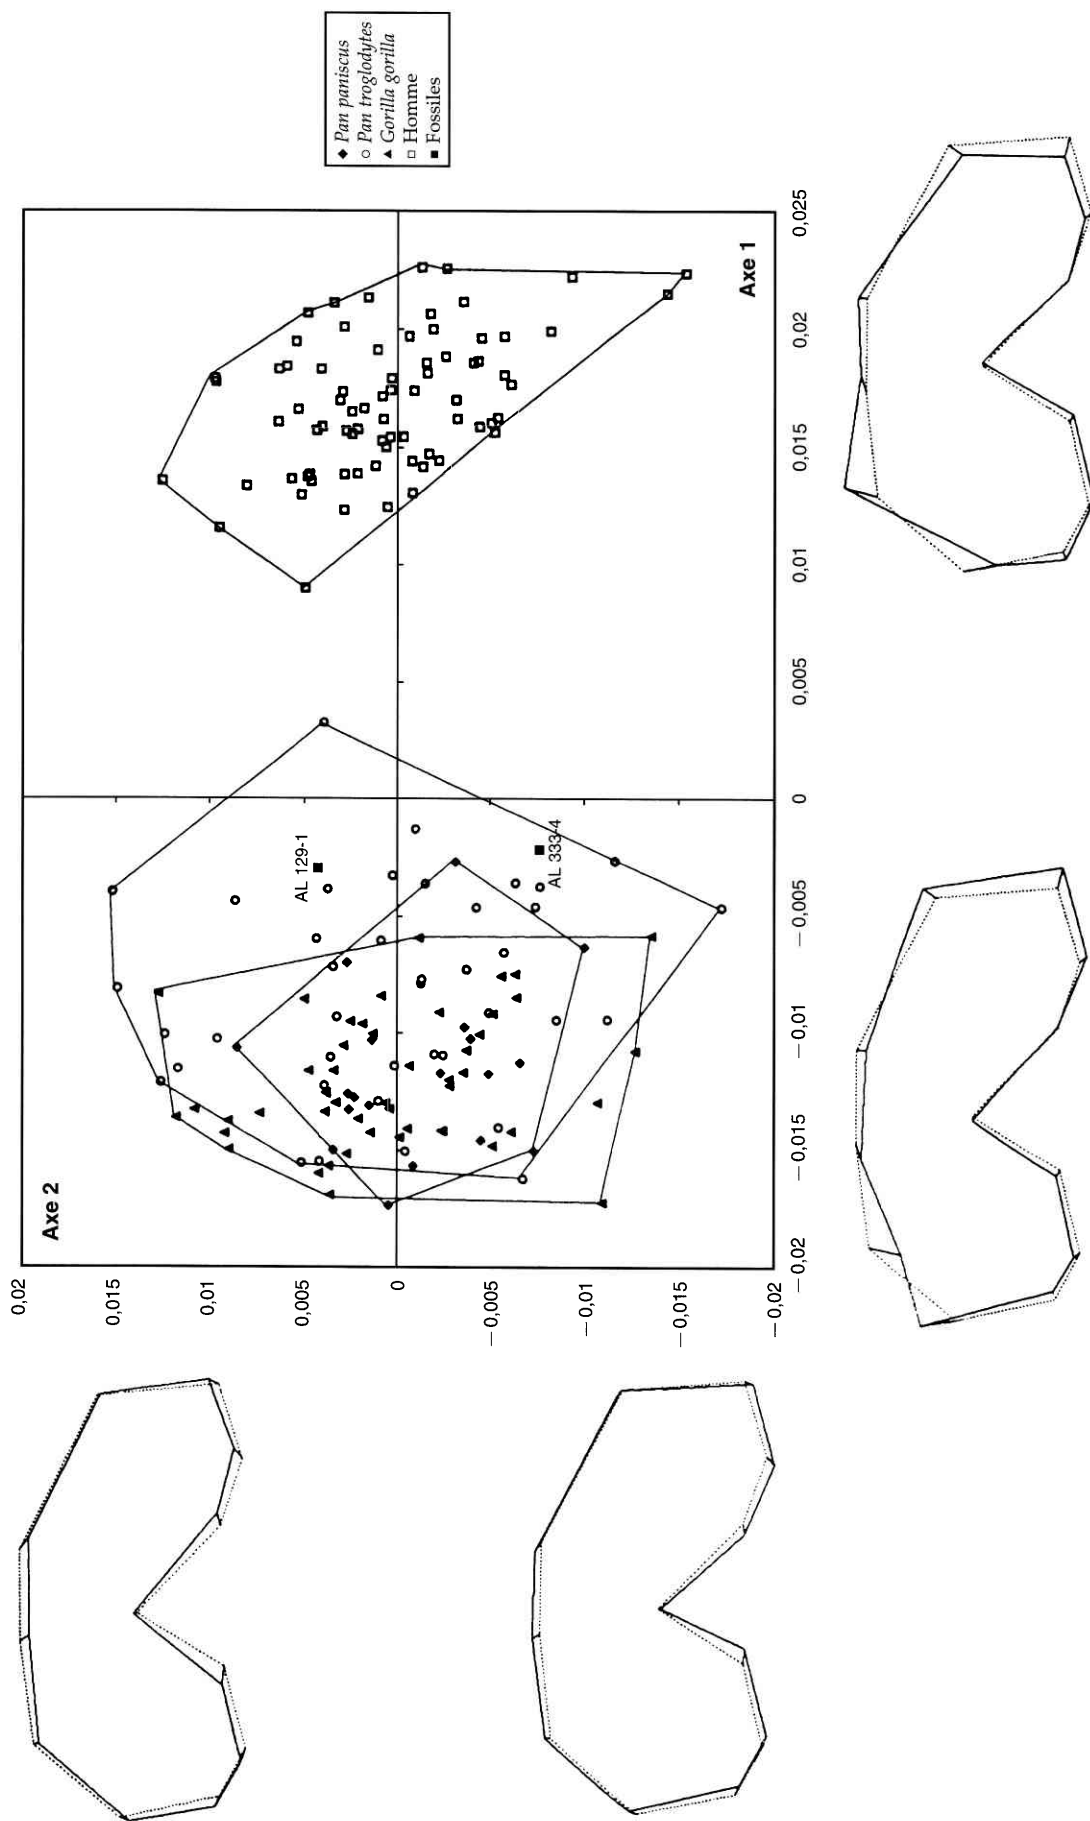 Pan paniscus
Pan troglodytes
Gorilla gorilla
Homme
Fossiles
Axe 2
Axe 1
AL 129-1
AL 333-4
0,02
0,015
0,01
0,005
0
− 0,005
− 0,01
− 0,015
− 0,02
− 0,02
− 0,015
− 0,01
− 0,005
0
0,005
0,01
0,015
0,02
0,025